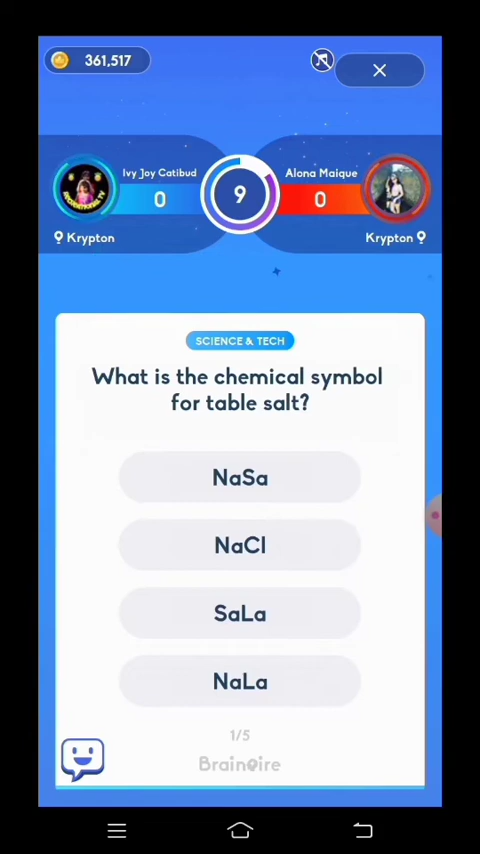 361,517
Ivy Joy Catibud
Alona Maique
0
9
0
Krypton
Krypton
SCIENCE & TECH
What is the chemical symbol
for table salt?
NaSa
NaCl
SaLa
NaLa
1/5